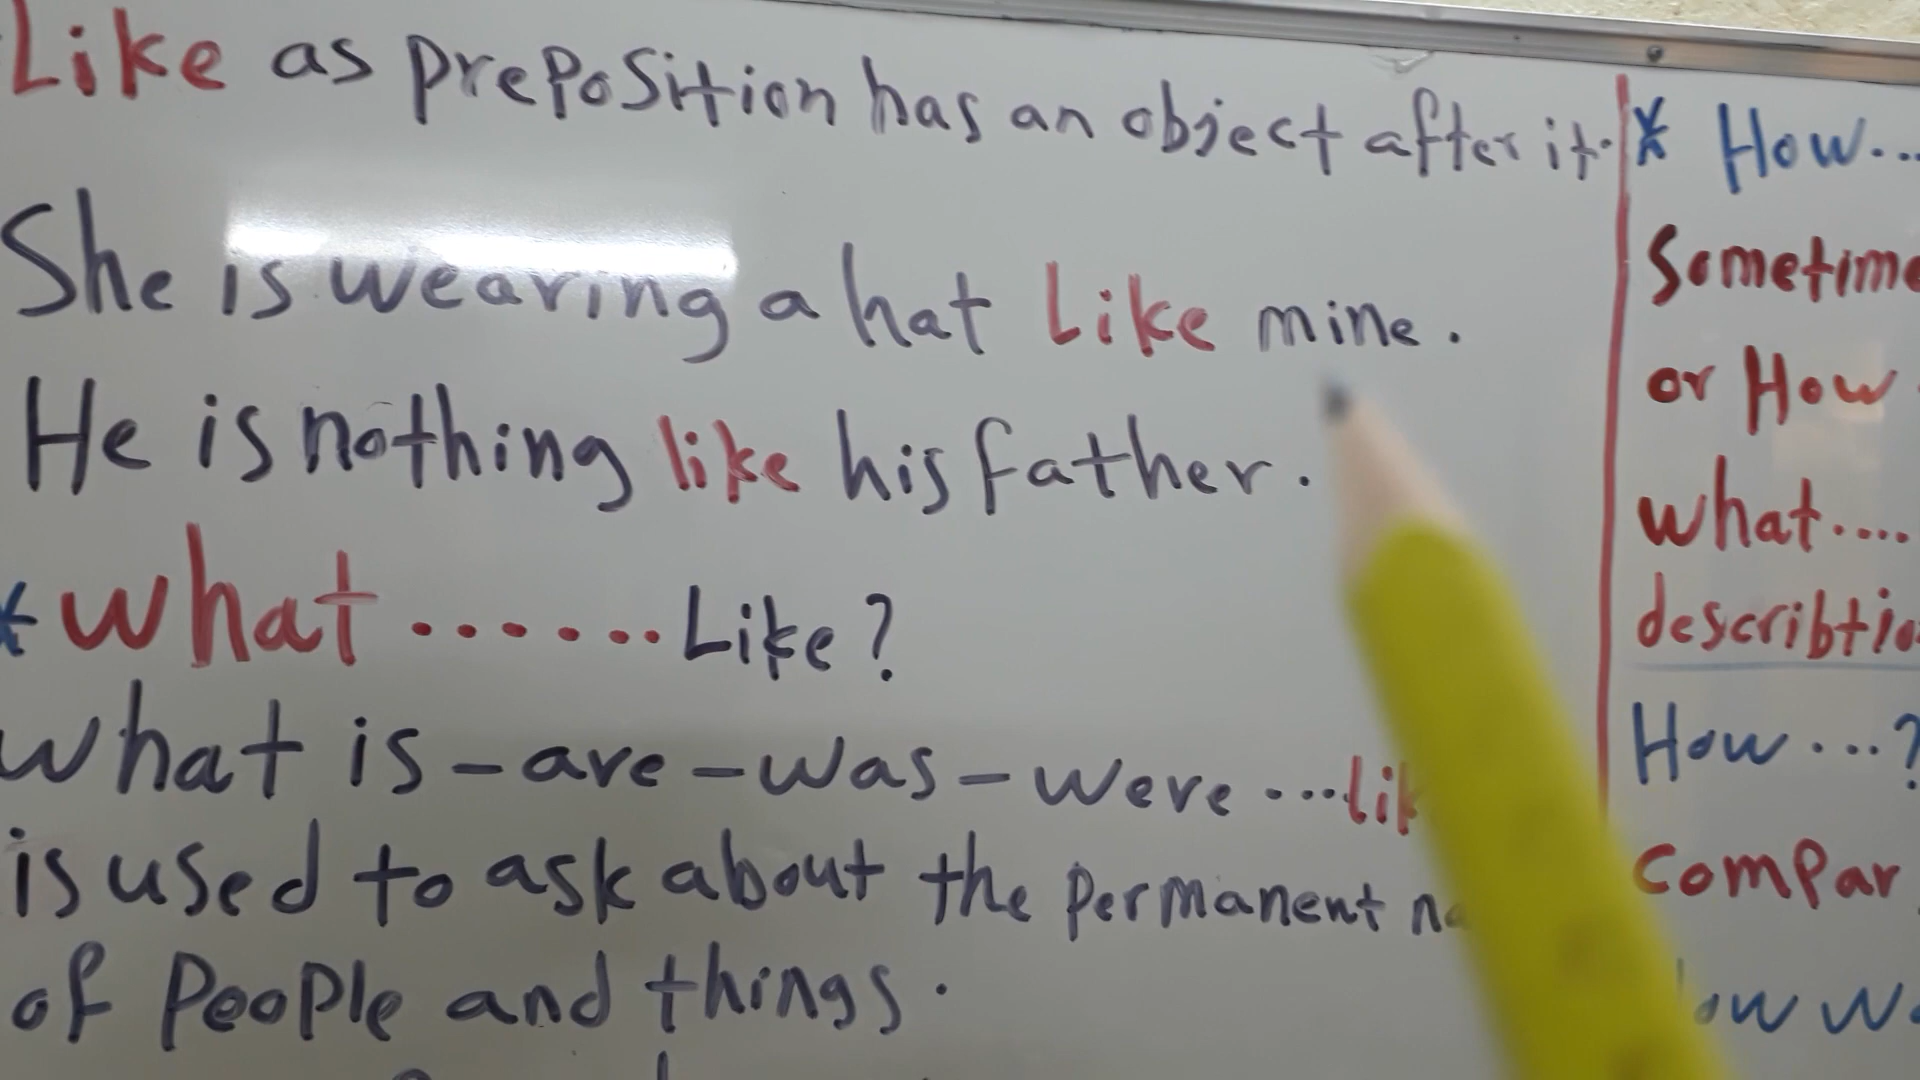 Like as preposition has an object after it.
She is wearing a hat like mine.
He is nothing like his father.
* What ....... Like?
What is - are - was - were ...
is used to ask about the permanent
of people and things.
* How...
or How
what....
How ...?